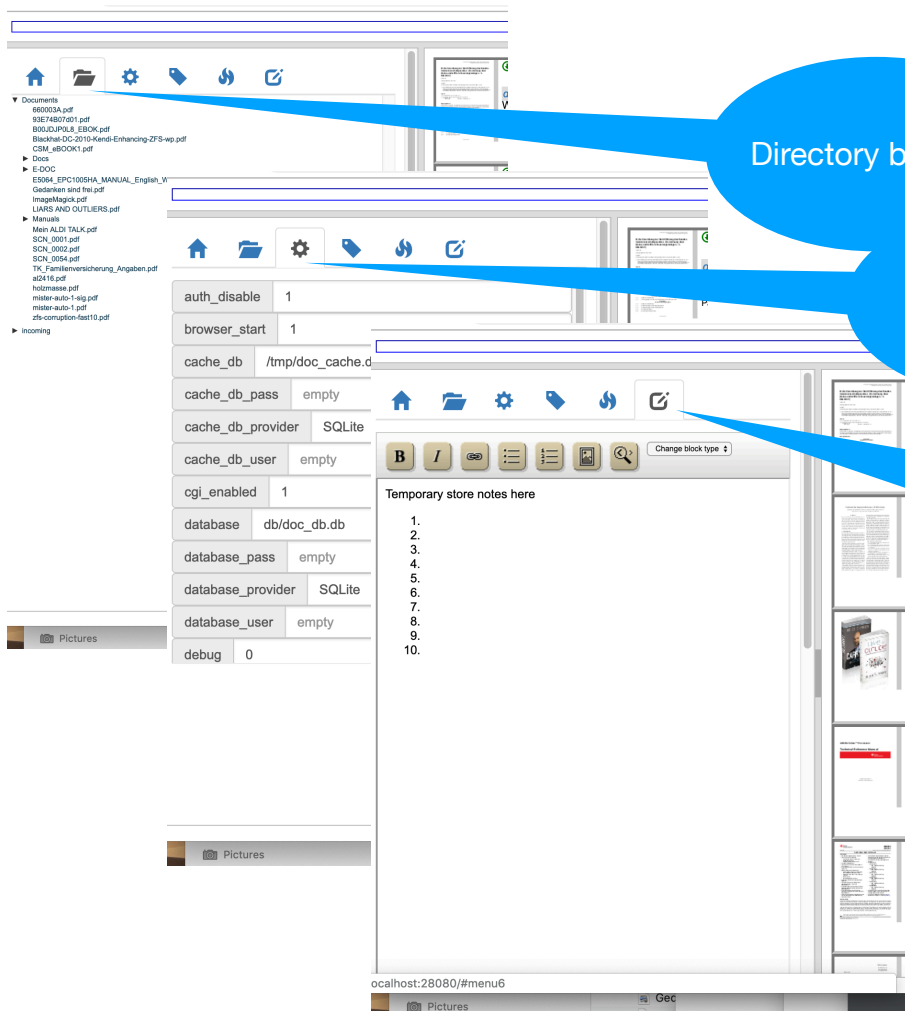 Documents
660003A.pdf
93E74B07d01.pdf
B00JDJP0L8_EBOK.pdf
Blackhat-DC-2010-Kendi-Enhancing-ZFS-wp.pdf
CSM_eBOOK1.pdf
Docs
E-DOC
E5064_EPC1005HA_MANUAL_English_W
Gedanken sind frei.pdf
ImageMagick.pdf
LIARS AND OUTLIERS.pdf
Manuals
Mein ALDI TALK.pdf
SCN_0001.pdf
SCN_0002.pdf
SCN_0054.pdf
TK_Familienversicherung_Angaben.pdf
al2416.pdf
holzmasse.pdf
mister-auto-1-sig.pdf
mister-auto-1.pdf
zfs-corruption-fast10.pdf
incoming
Pictures
Directory b
auth_disable 1
browser_start 1
cache_db /tmp/doc_cache.d
cache_db_pass empty
cache_db_provider SQLite
cache_db_user empty
cgi_enabled 1
database db/doc_db.db
database_pass empty
database_provider SQLite
database_user empty
debug 0
Pictures
B I Change block type
Temporary store notes here
1.
2.
3.
4.
5.
6.
7.
8.
9.
10.
Technical Reference Manual
ocalhost:28080/#menu6
Pictures Geo